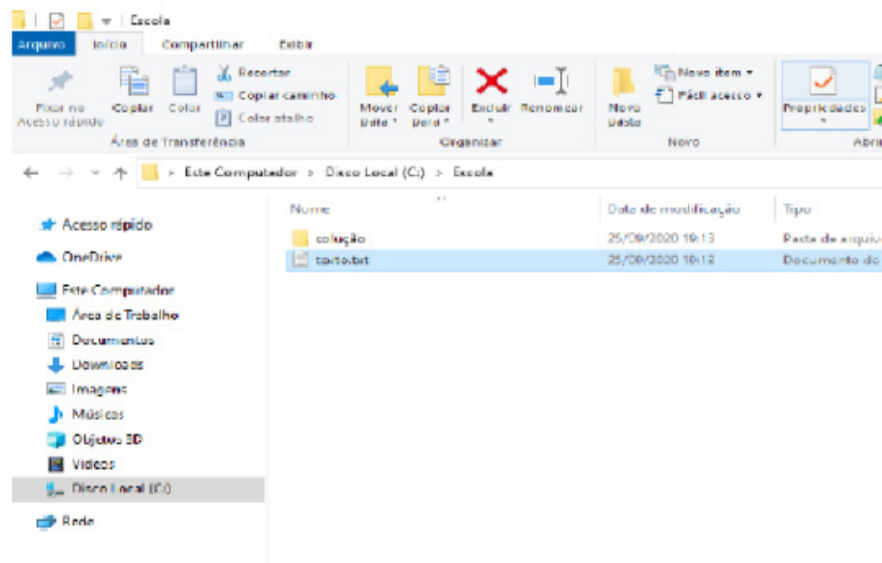 Escola
Arquivo Início Compartilhar Exibir
Recortar
Copiar caminho
Colar atalho
Fixar no
Acesso rápido
Copiar Colar
Mover
para
Copiar
para
Excluir Renomear
Nova
pasta
Novo item
Fácil acesso
Propriedades
Área de Transferência Organizar Novo
Este Computador > Disco Local (C:) > Escola
Nome Data de modificação Tipo
colução 25/09/2020 19:13 Pasta de arquivo
texto.txt 25/09/2020 19:13 Documento de
Acesso rápido
OneDrive
Este Computador
Área de Trabalho
Documentos
Downloads
Imagens
Músicas
Objetos 3D
Vídeos
Disco Local (C:)
Rede